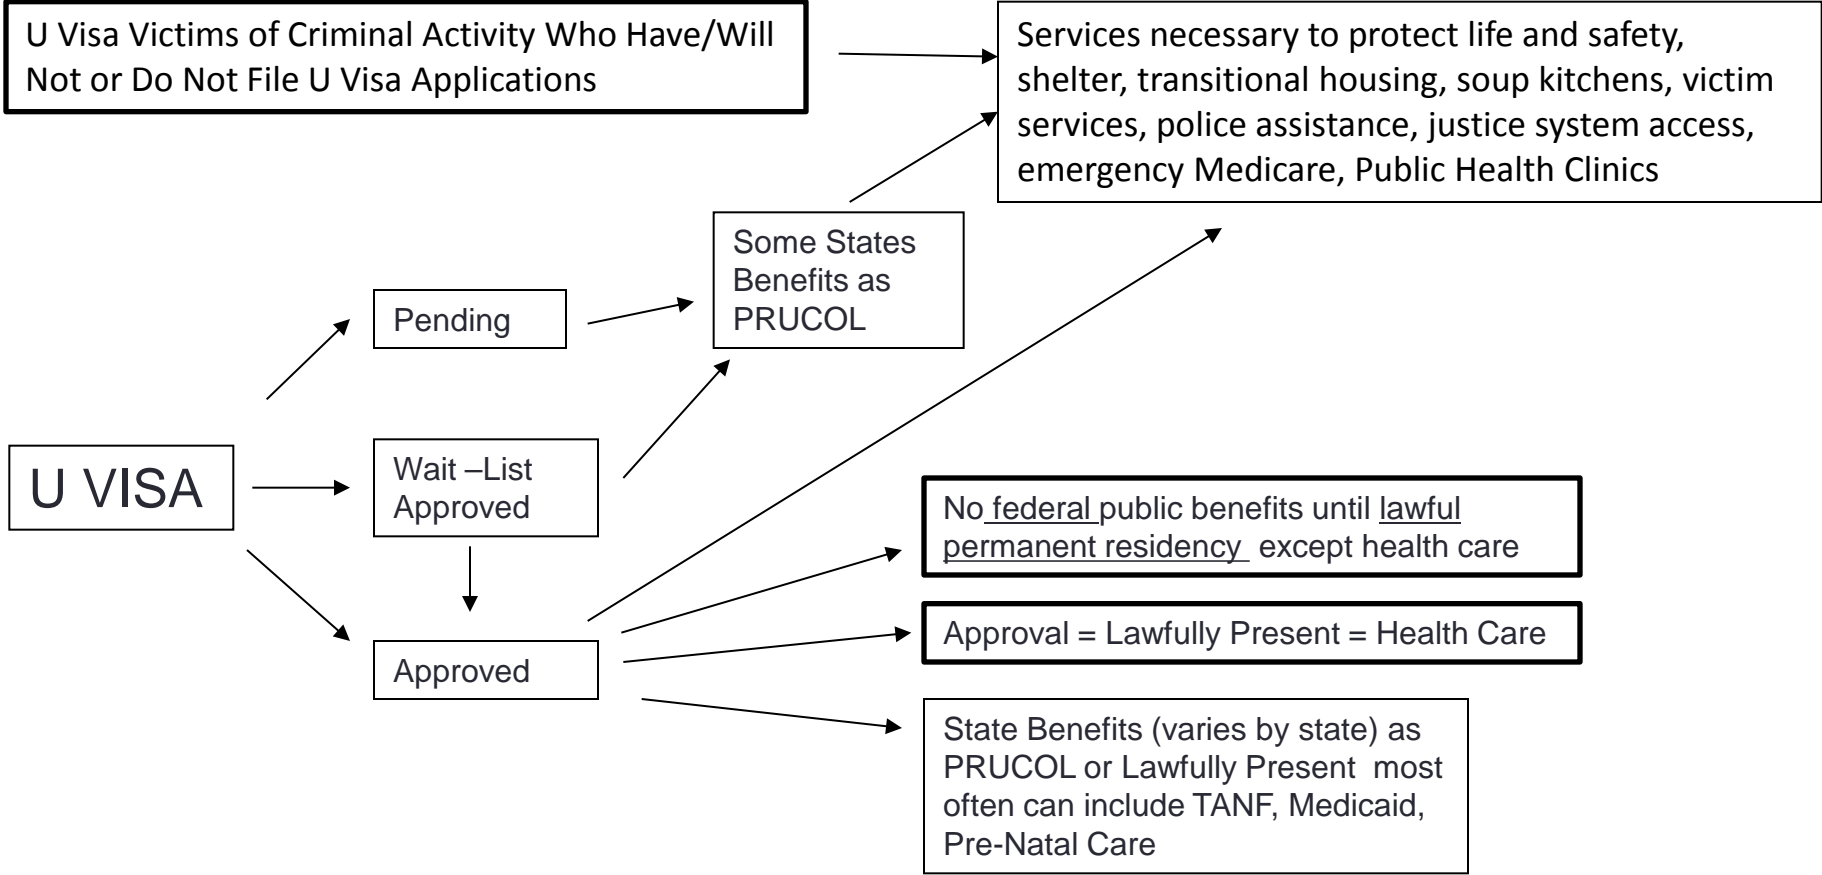 U Visa Victims of Criminal Activity Who Have/Will
Not or Do Not File U Visa Applications
Services necessary to protect life and safety,
shelter, transitional housing, soup kitchens, victim
services, police assistance, justice system access,
emergency Medicare, Public Health Clinics
Some States
Benefits as
PRUCOL
Pending
U VISA
Wait –List
Approved
Approved
No federal public benefits until lawful
permanent residency except health care
Approval = Lawfully Present = Health Care
State Benefits (varies by state) as
PRUCOL or Lawfully Present most
often can include TANF, Medicaid,
Pre-Natal Care